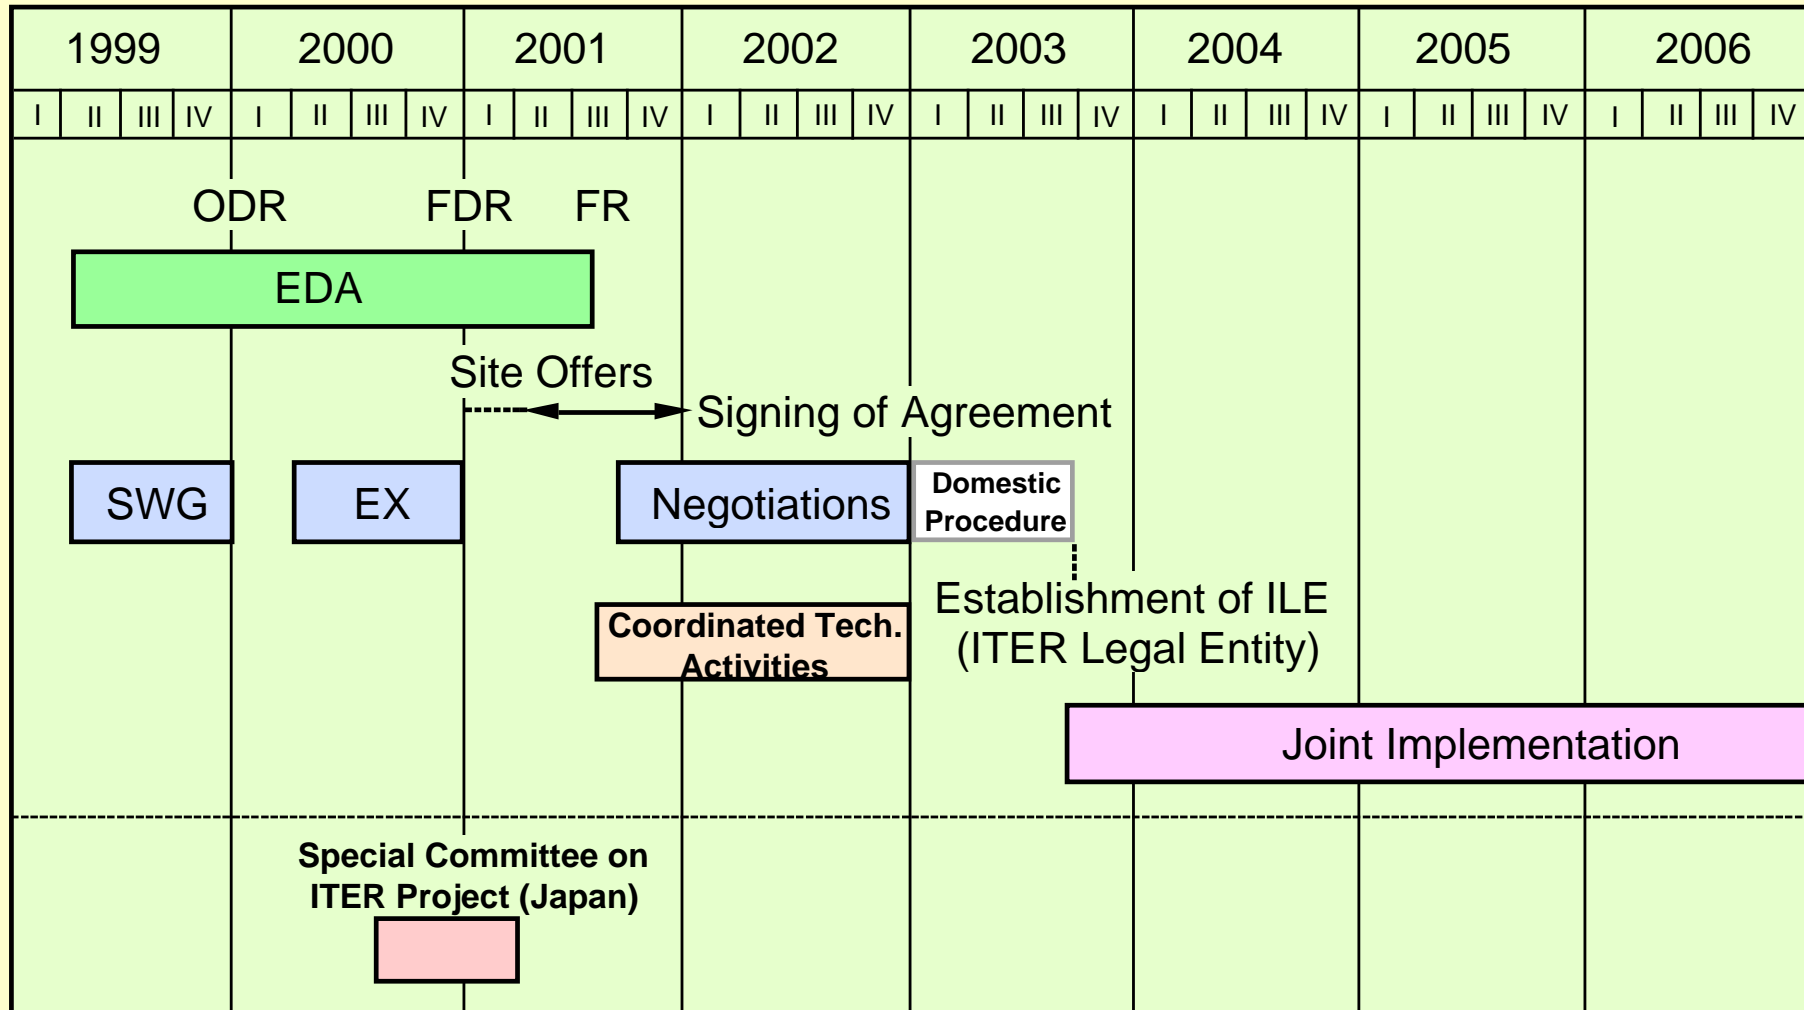 1999 2000 2001 2002 2003 2004 2005 2006
I II III IV I II III IV I II III IV I II III IV I II III IV I II III IV I II III IV I II III IV
ODR FDR FR
EDA
Site Offers
Signing of Agreement
SWG EX Negotiations
Domestic
Procedure
Establishment of ILE
(ITER Legal Entity)
Coordinated Tech.
Activities
Joint Implementation
Special Committee on
ITER Project (Japan)